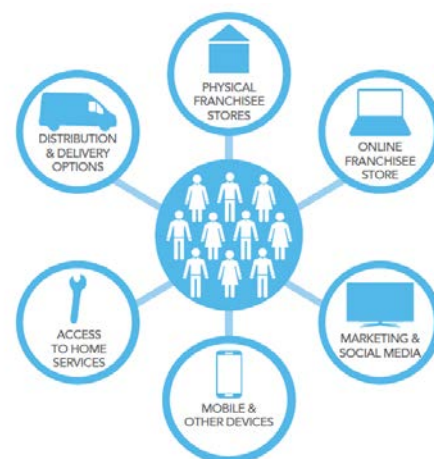 PHYSICAL
FRANCHISEE
STORES
ONLINE
FRANCHISEE
STORE
MARKETING &
SOCIAL MEDIA
MOBILE &
OTHER DEVICES
ACCESS
TO HOME
SERVICES
DISTRIBUTION
& DELIVERY
OPTIONS